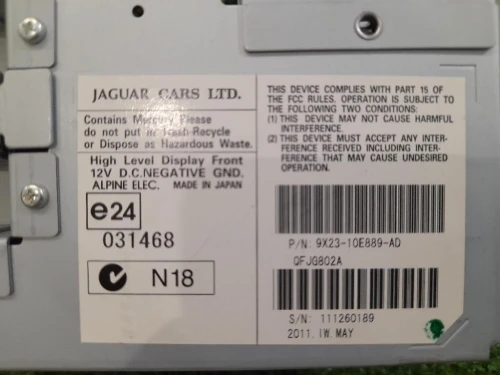 JAGUAR CARS LTD.
Contains Mercury, Please
do not put in Trash-Recycle
or Dispose as Hazardous Waste.
High Level Display Front
12V D.C.NEGATIVE GND.
ALPINE ELEC. MADE IN JAPAN
e24
031468
N18
THIS DEVICE COMPLIES WITH PART 15 OF
THE FCC RULES. OPERATION IS SUBJECT TO
THE FOLLOWING TWO CONDITIONS:
(1) THIS DEVICE MAY NOT CAUSE HARMFUL
INTERFERENCE.
(2) THIS DEVICE MUST ACCEPT ANY INTER-
FERENCE RECEIVED INCLUDING INTER-
FERENCE THAT MAY CAUSE UNDESIRED
OPERATION.
P/N: 9X23-10E889-AD
QFJG802A
S/N: 111260189
2011. 1W. MAY